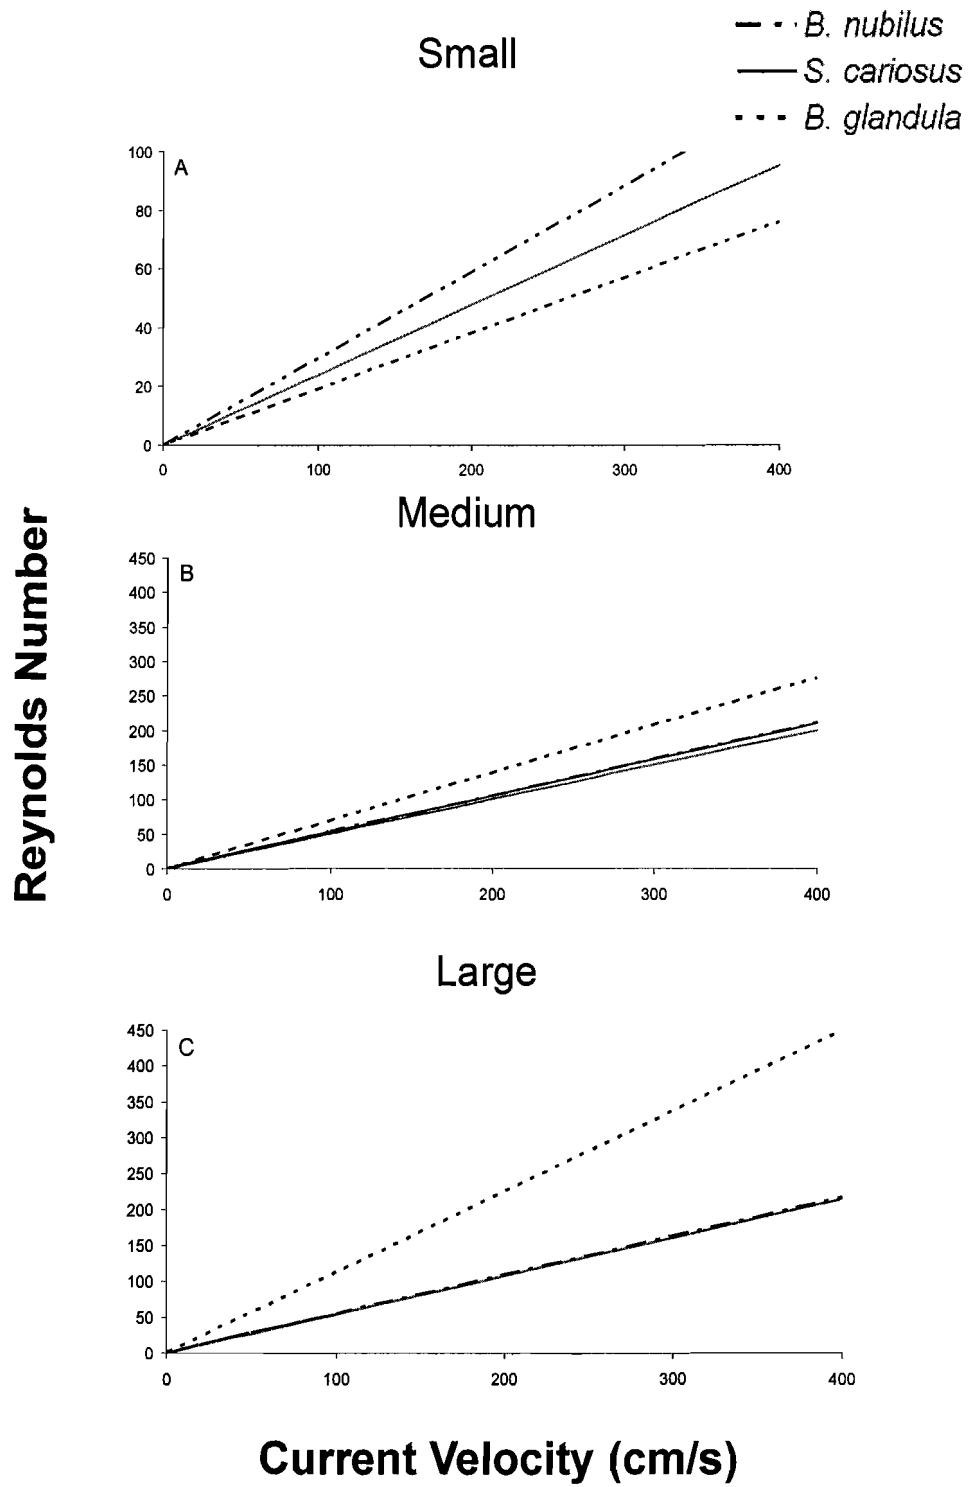 Small
B. nubilus
S. cariosus
B. glandula
A
100
80
60
40
20
0
0 100 200 300 400
Medium
B
450
400
350
300
250
200
150
100
50
0
0 100 200 300 400
Reynolds Number
Large
C
450
400
350
300
250
200
150
100
50
0
0 100 200 300 400
Current Velocity (cm/s)